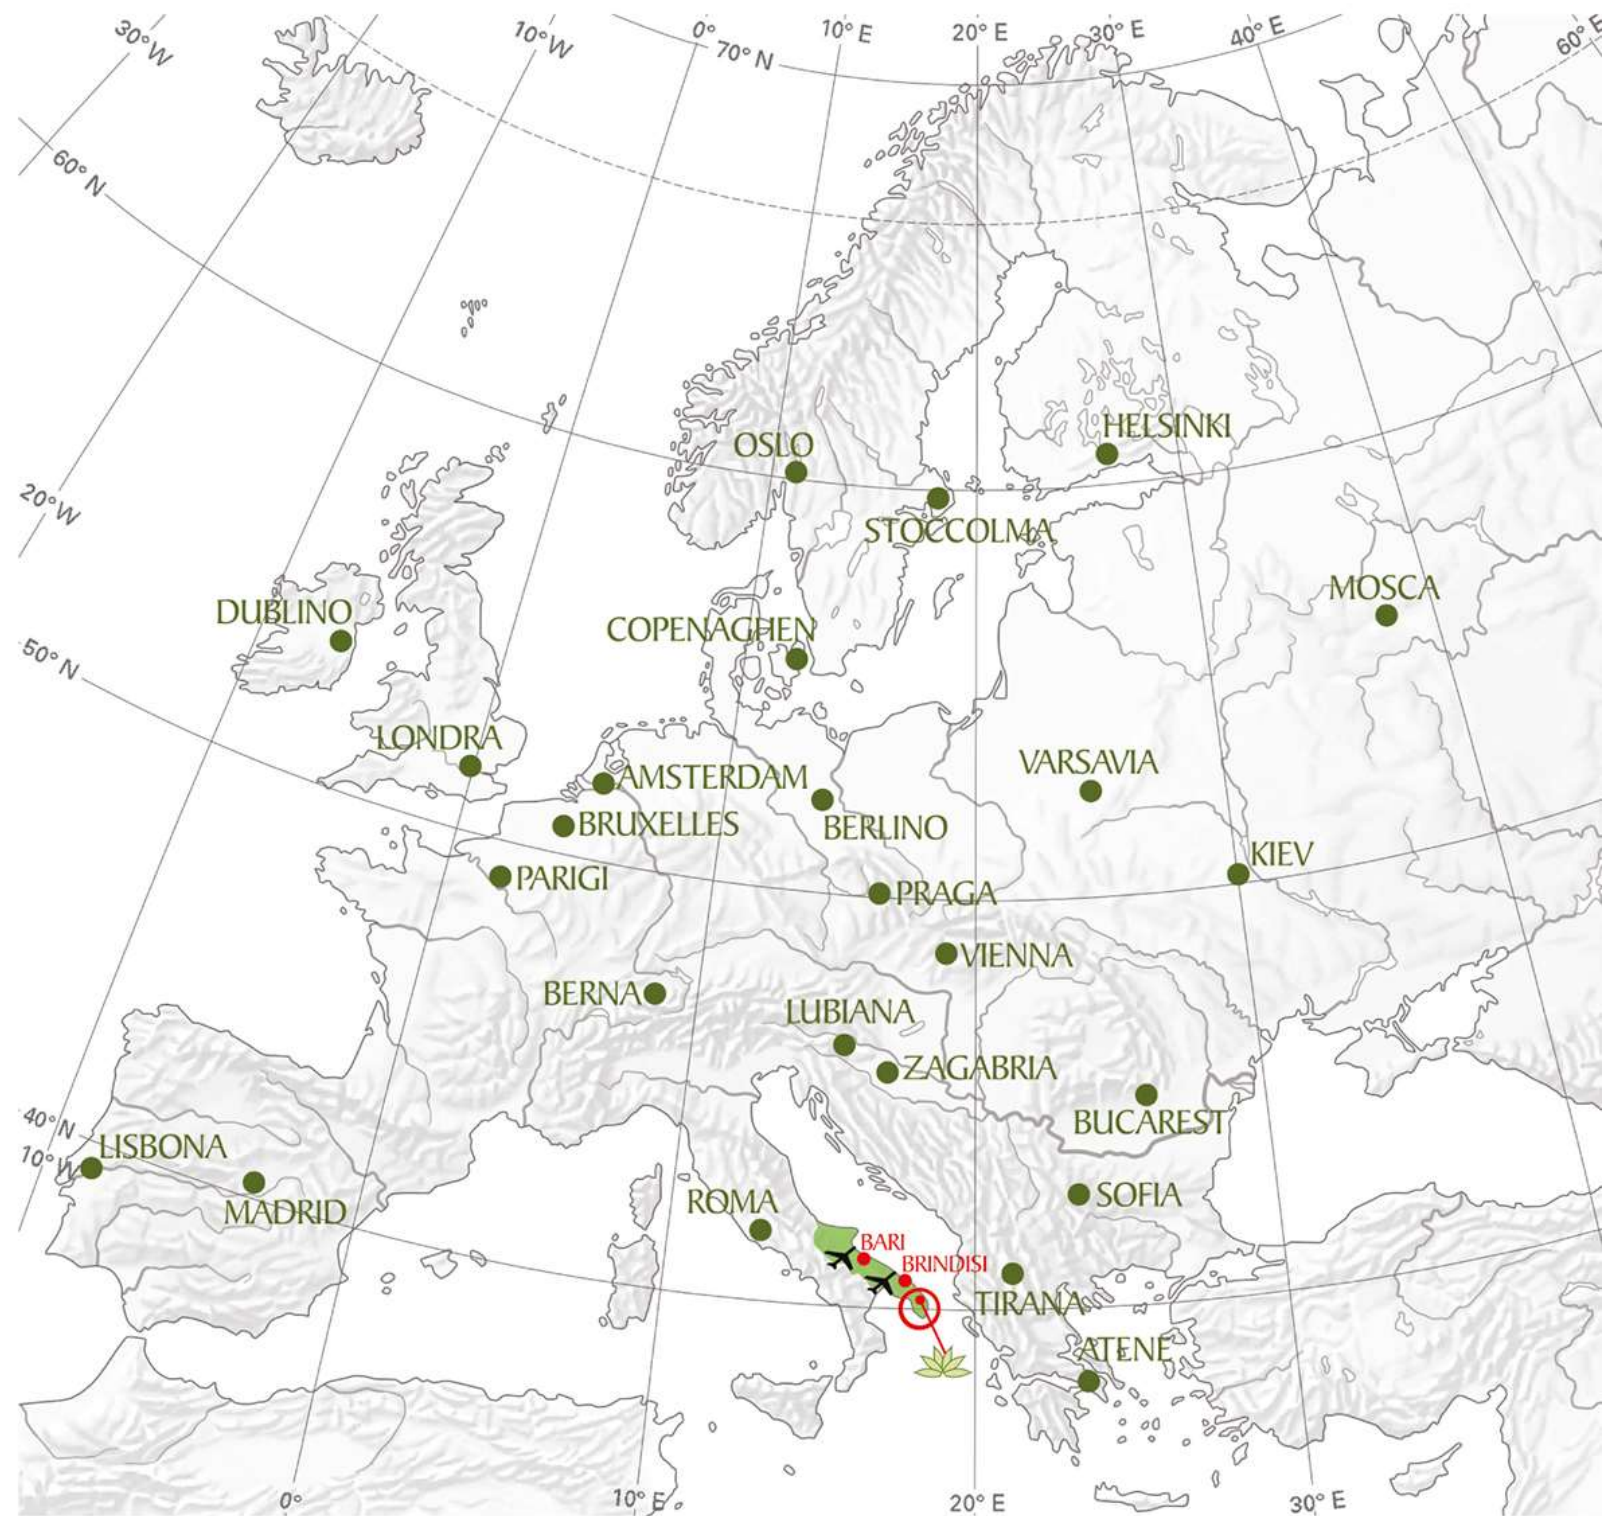 30° W
10° W
0°
70° N
10° E
20° E
30° E
40° E
60° E
60° N
20° W
50° N
40° N
10° W
OSLO
HELSINKI
STOCCOLMA
MOSCA
DUBLINO
COPENAGHEN
LONDRA
AMSTERDAM
VARSAVIA
BRUXELLES
BERLINO
KIEV
PARIGI
PRAGA
VIENNA
BERNA
LUBIANA
ZAGABRIA
BUCAREST
LISBONA
MADRID
ROMA
SOFIA
BARI
BRINDISI
TIRANA
ATENE
0°
10° E
20° E
30° E